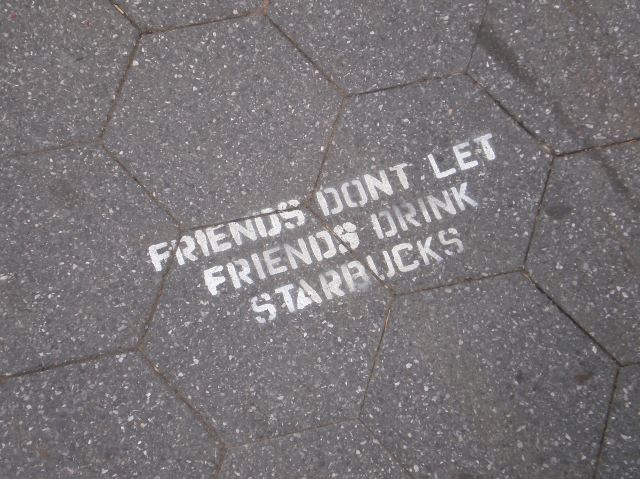 FRIENDS DONT LET
FRIENDS DRINK
STARBUCKS